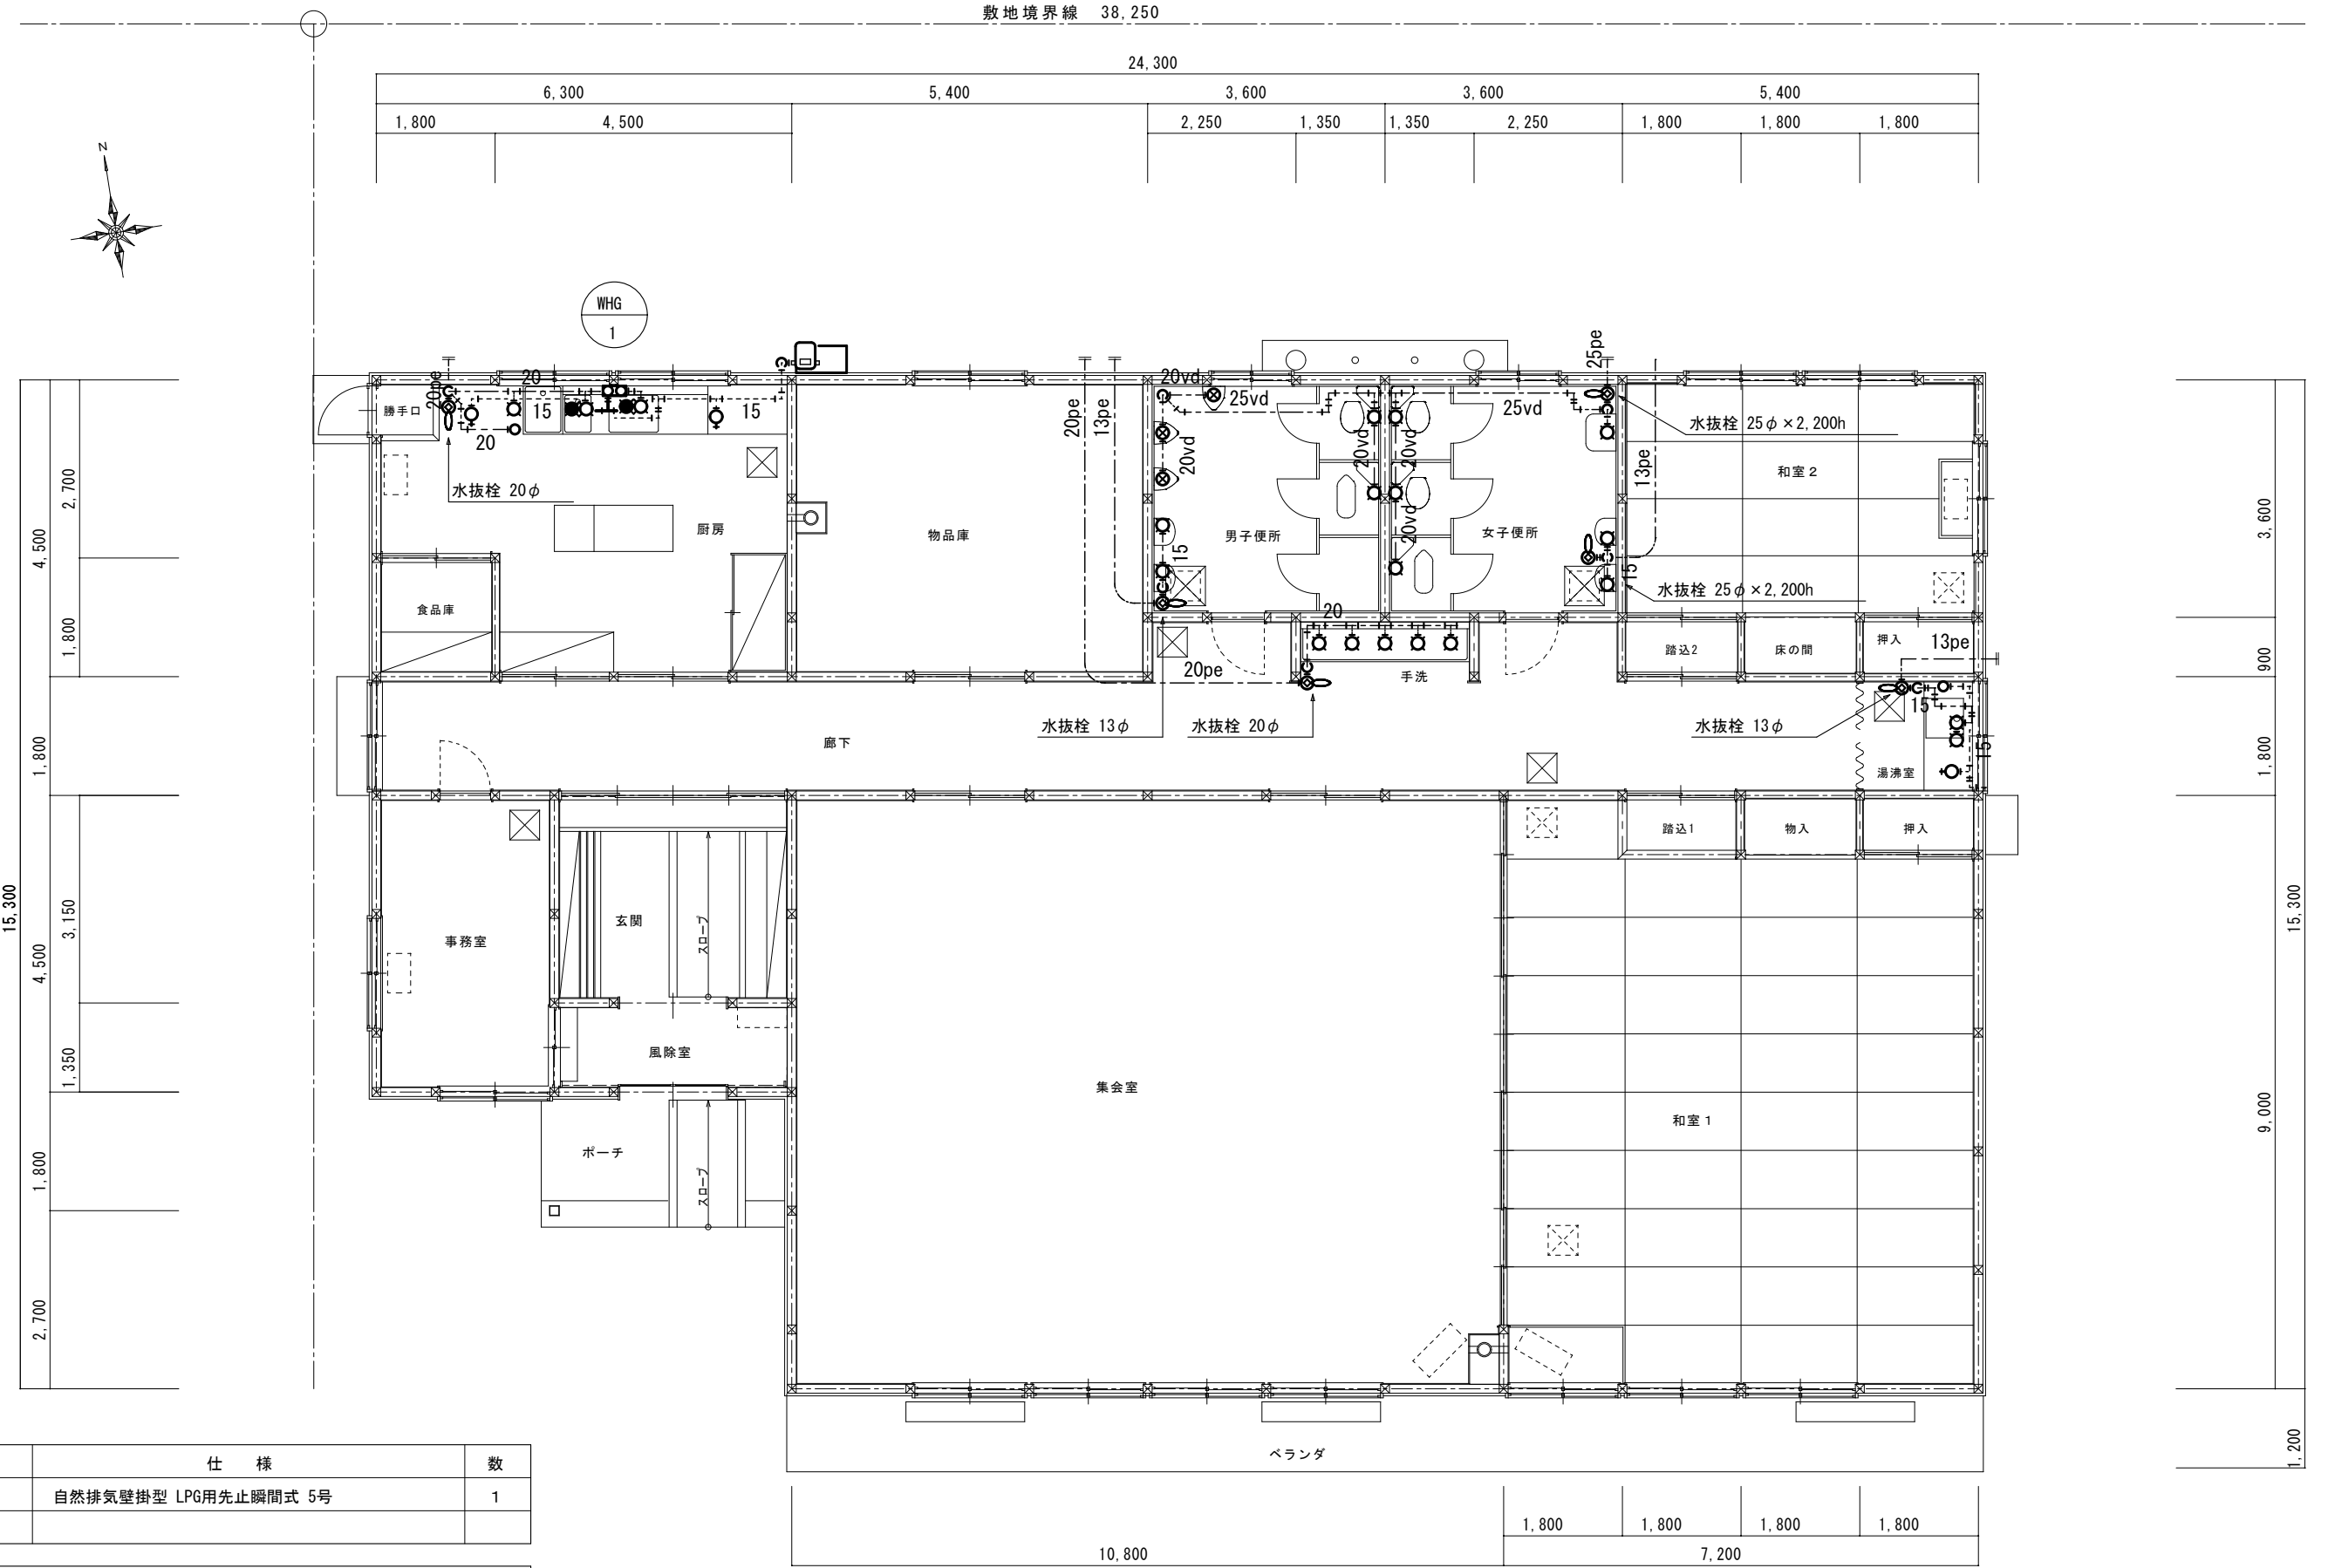 敷地境界線 38,250
24,300
6,300 5,400 3,600 3,600 5,400
1,800 4,500 2,250 1,350 1,350 2,250 1,800 1,800 1,800
N
WHG
1
25pe
20pe
勝手口
20
15
15
20
水抜栓 20φ
厨房
食品庫
物品庫
20pe
13pe
20vd
25vd
20vd
15
男子便所
20vd
20vd
20vd
25vd
女子便所
15
13pe
水抜栓 25φ×2,200h
和室2
水抜栓 25φ×2,200h
20
20pe
手洗
踏込2
床の間
押入
13pe
水抜栓 13φ
水抜栓 20φ
水抜栓 13φ
15
15
湯沸室
廊下
踏込1
物入
押入
事務室
玄関
スロープ
風除室
集会室
和室1
ポーチ
スロープ
ベランダ
15,300
4,500
2,700
1,800
1,800
4,500
3,150
1,350
1,800
2,700
3,600
900
1,800
15,300
9,000
1,200
仕 様 数
自然排気壁掛型 LPG用先止瞬間式 5号 1
1,800 1,800 1,800 1,800
10,800 7,200